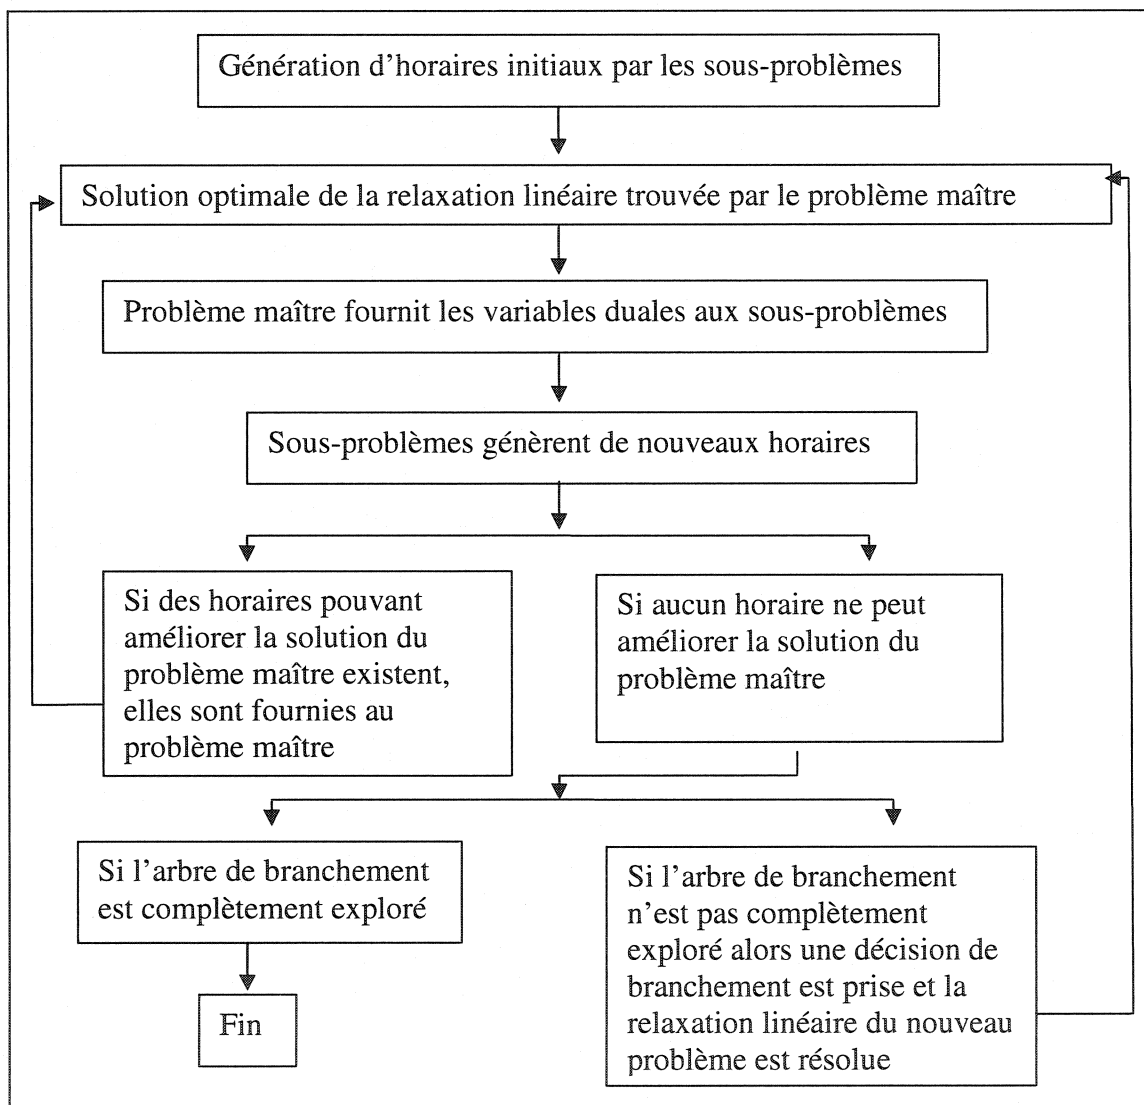 Génération d'horaires initiaux par les sous-problèmes
Solution optimale de la relaxation linéaire trouvée par le problème maître
Problème maître fournit les variables duales aux sous-problèmes
Sous-problèmes génèrent de nouveaux horaires
Si des horaires pouvant
améliorer la solution du
problème maître existent,
elles sont fournies au
problème maître
Si aucun horaire ne peut
améliorer la solution du
problème maître
Si l'arbre de branchement
est complètement exploré
Fin
Si l'arbre de branchement
n'est pas complètement
exploré alors une décision de
branchement est prise et la
relaxation linéaire du nouveau
problème est résolue